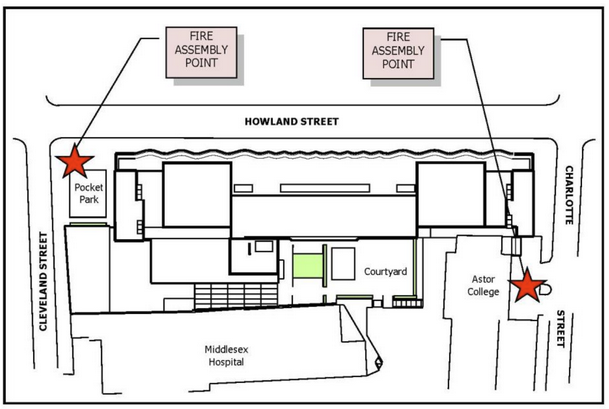 FIRE
ASSEMBLY
POINT
FIRE
ASSEMBLY
POINT
HOWLAND STREET
Pocket
Park
CHARLOTTE
STREET
CLEVELAND STREET
Courtyard
Astor
College
Middlesex
Hospital